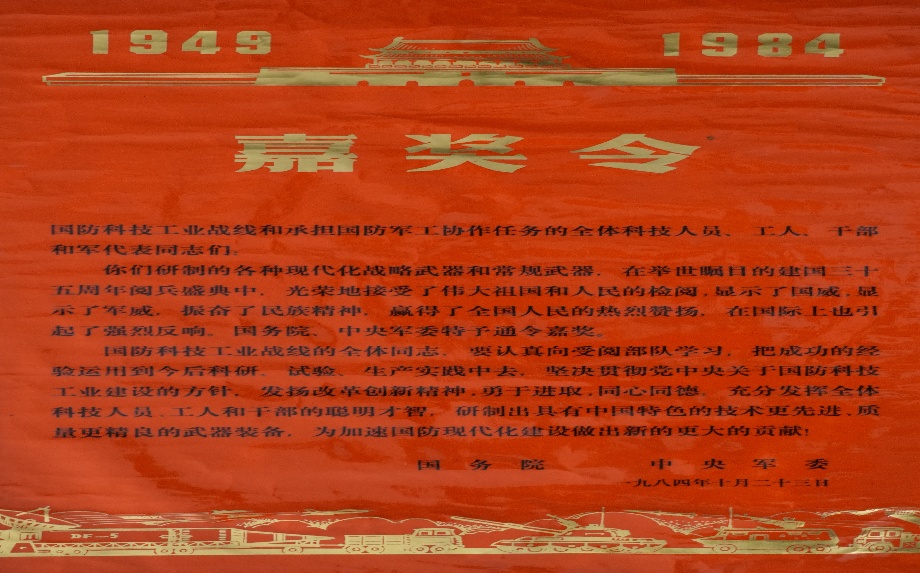 1949 1984
嘉奖令
国防科技工业战线和承担国防军工协作任务的全体科技人员、工人、干部
和军代表同志们:
你们研制的各种现代化战略武器和常规武器，在举世瞩目的建国三十
五周年阅兵盛典中，光荣地接受了伟大祖国和人民的检阅,显示了国威,显
示了军威，振奋了民族精神，赢得了全国人民的热烈赞扬，在国际上也引
起了强烈反响。国务院、中央军委特予通令嘉奖。
国防科技工业战线的全体同志，要认真向受阅部队学习，把成功的经
验运用到今后科研、试验、生产实践中去，坚决贯彻党中央关于国防科技
工业建设的方针，发扬改革创新精神,勇于进取,同心同德，充分发挥全体
科技人员、工人和干部的聪明才智，研制出具有中国特色的技术更先进,质
量更精良的武器装备，为加速国防现代化建设做出新的更大的贡献!
国务院 中央军委
一九八四年十月二十三日
DF-5